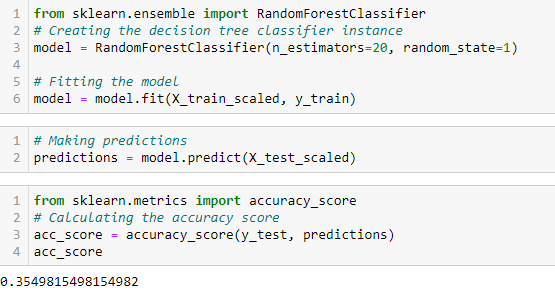 1 from sklearn.ensemble import RandomForestClassifier
2 # Creating the decision tree classifier instance
3 model = RandomForestClassifier(n_estimators=20, random_state=1)
4
5 # Fitting the model
6 model = model.fit(X_train_scaled, y_train)
1 # Making predictions
2 predictions = model.predict(X_test_scaled)
1 from sklearn.metrics import accuracy_score
2 # Calculating the accuracy score
3 acc_score = accuracy_score(y_test, predictions)
4 acc_score
0.3549815498154982